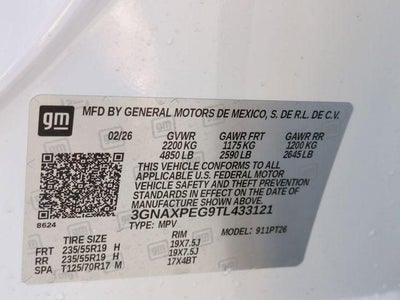 gm
MFD BY GENERAL MOTORS DE MEXICO, S. DE R.L. DE C.V.
02/26 GVWR GAWR FRT GAWR RR
2200 KG 1175 KG 1200 KG
4850 LB 2590 LB 2645 LB
THIS VEHICLE CONFORMS TO ALL
APPLICABLE U.S. FEDERAL MOTOR
VEHICLE SAFETY, BUMPER, AND THEFT
PREVENTION STANDARDS IN EFFECT ON THE
DATE OF MANUFACTURE SHOWN ABOVE.
3GNAXPEG9TL433121
8624 TYPE: MPV MODEL: 911PT26
TIRE SIZE RIM
FRT 235/55R19 H 19X7.5J
RR 235/55R19 H 19X7.5J
SPA T125/70R17 M 17X4BT